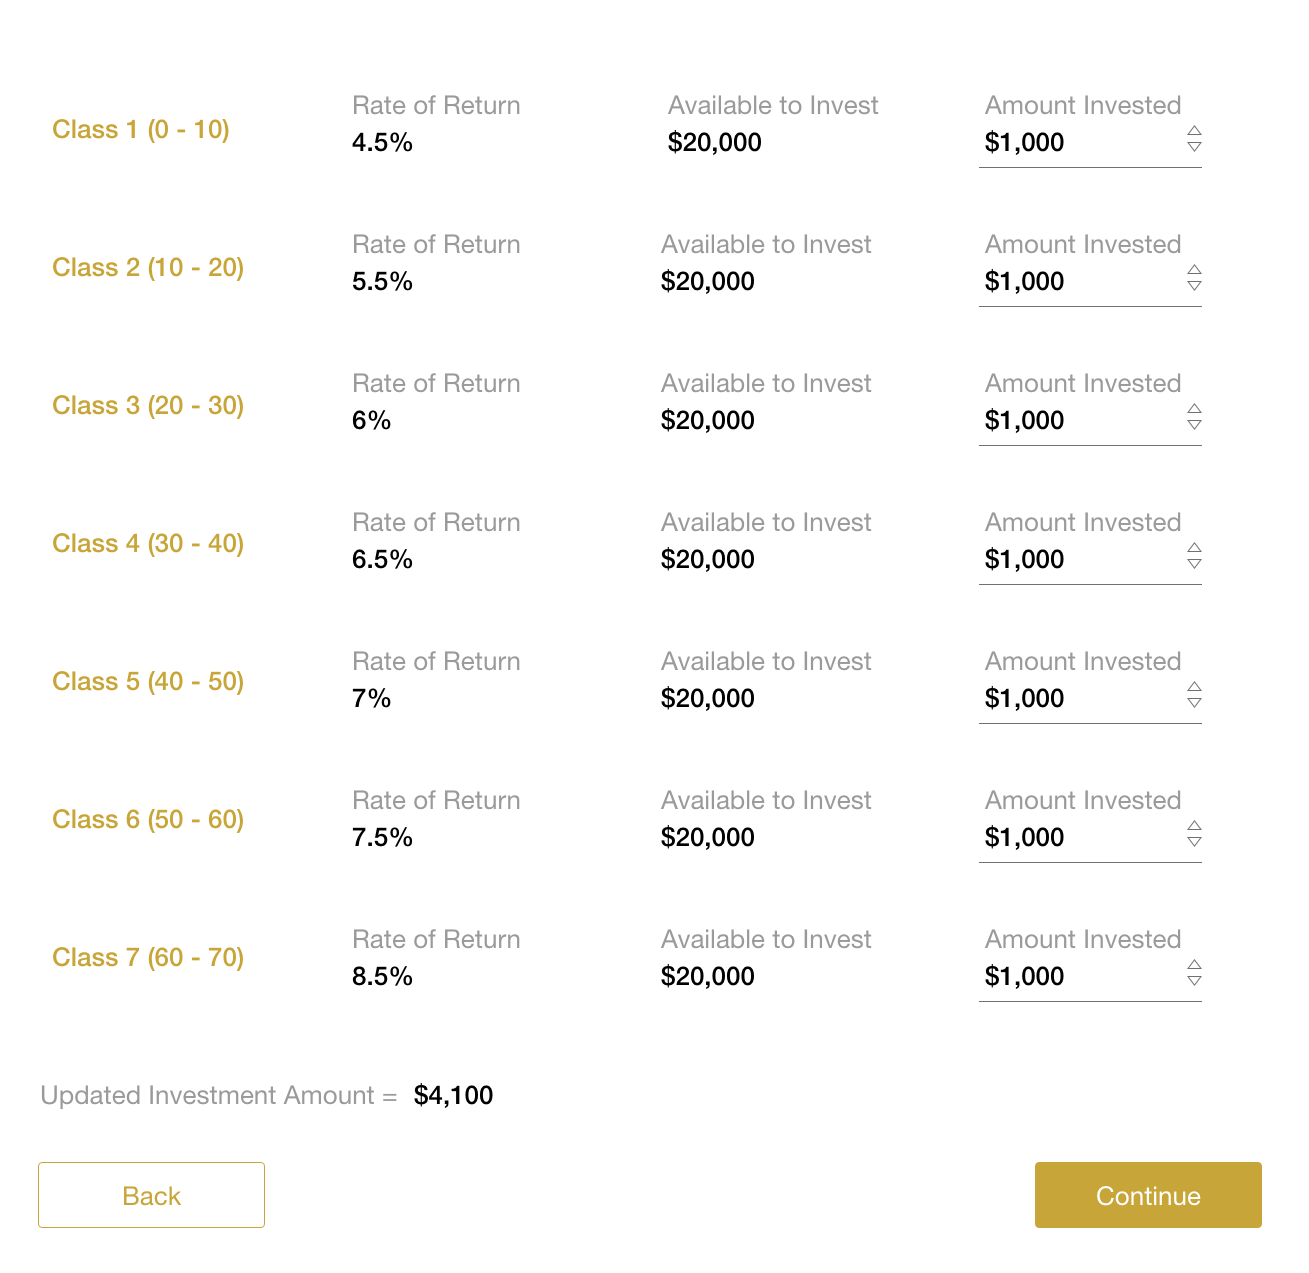 Class 1 (0 - 10)
Rate of Return
4.5%
Available to Invest
$20,000
Amount Invested
$1,000
Class 2 (10 - 20)
Rate of Return
5.5%
Available to Invest
$20,000
Amount Invested
$1,000
Class 3 (20 - 30)
Rate of Return
6%
Available to Invest
$20,000
Amount Invested
$1,000
Class 4 (30 - 40)
Rate of Return
6.5%
Available to Invest
$20,000
Amount Invested
$1,000
Class 5 (40 - 50)
Rate of Return
7%
Available to Invest
$20,000
Amount Invested
$1,000
Class 6 (50 - 60)
Rate of Return
7.5%
Available to Invest
$20,000
Amount Invested
$1,000
Class 7 (60 - 70)
Rate of Return
8.5%
Available to Invest
$20,000
Amount Invested
$1,000
Updated Investment Amount = $4,100
Back
Continue